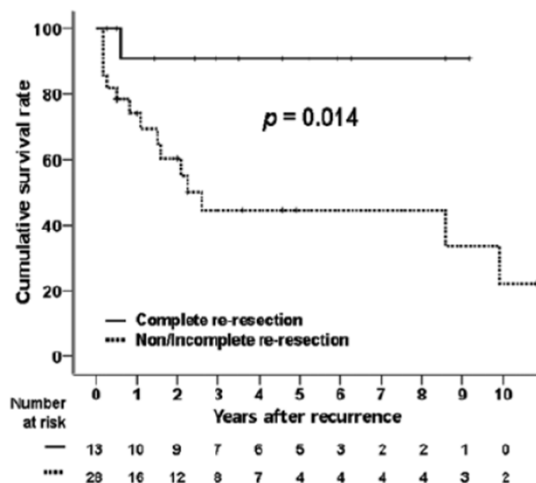 100
80
60
40
20
0
Cumulative survival rate
p = 0.014
Complete re-resection
Non/Incomplete re-resection
0 1 2 3 4 5 6 7 8 9 10
Years after recurrence
Number
at risk
13 10 9 7 6 5 3 2 2 1 0
28 16 12 8 7 4 4 4 4 3 2